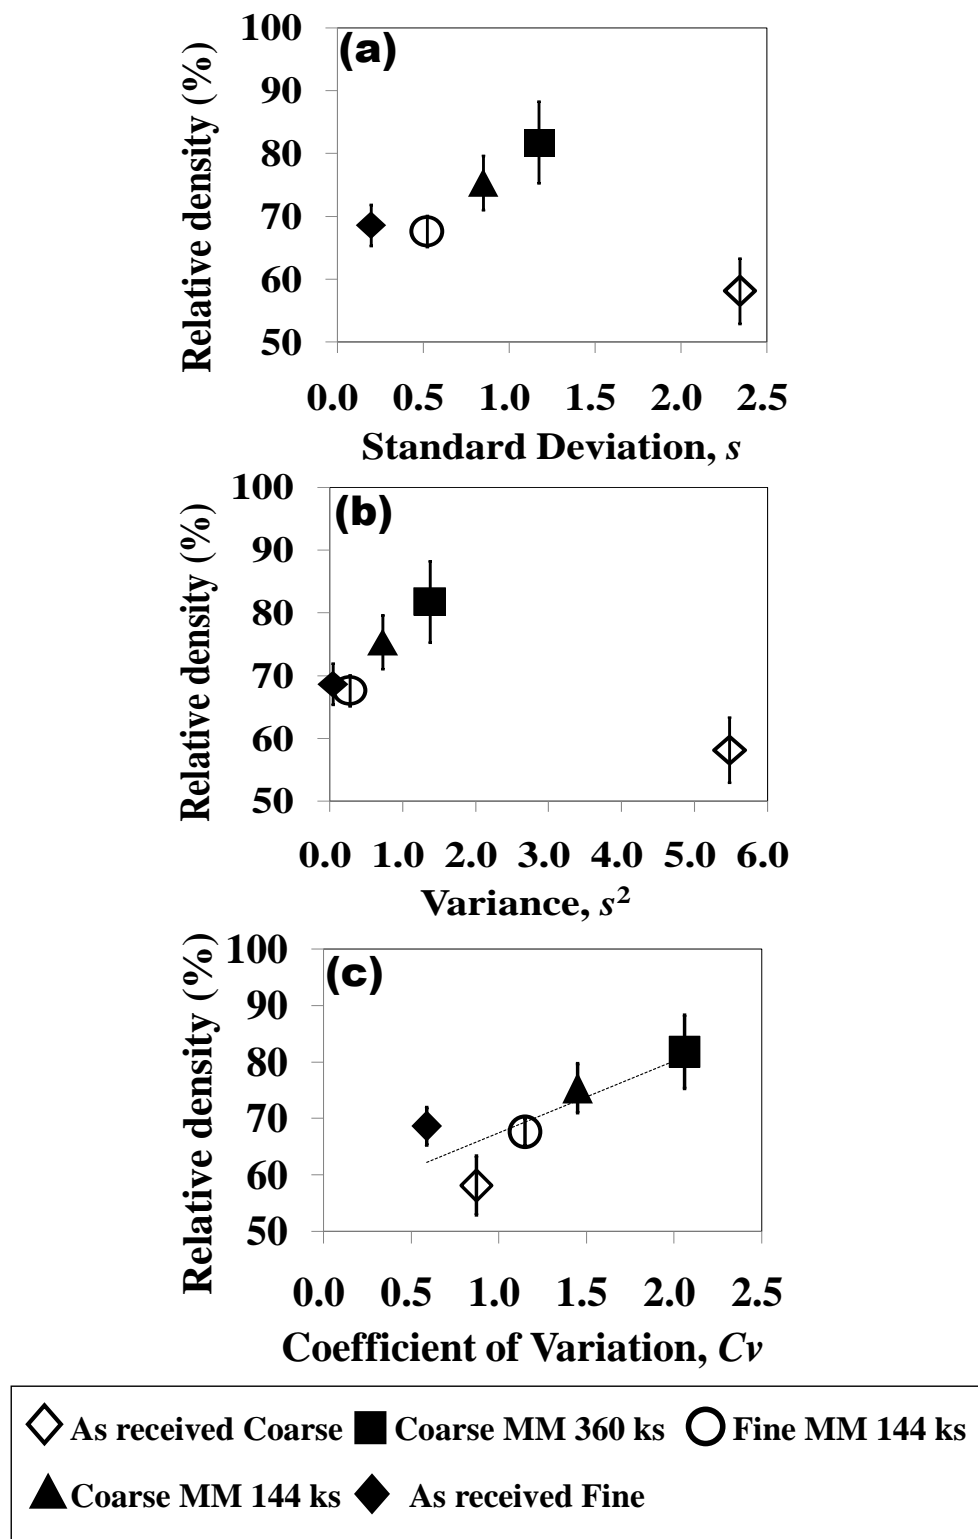 (a)
Relative density (%)
100
90
80
70
60
50
0.0 0.5 1.0 1.5 2.0 2.5
Standard Deviation, s
(b)
Relative density (%)
100
90
80
70
60
50
0.0 1.0 2.0 3.0 4.0 5.0 6.0
Variance, s²
(c)
Relative density (%)
100
90
80
70
60
50
0.0 0.5 1.0 1.5 2.0 2.5
Coefficient of Variation, Cv
As received Coarse Coarse MM 360 ks Fine MM 144 ks
Coarse MM 144 ks As received Fine